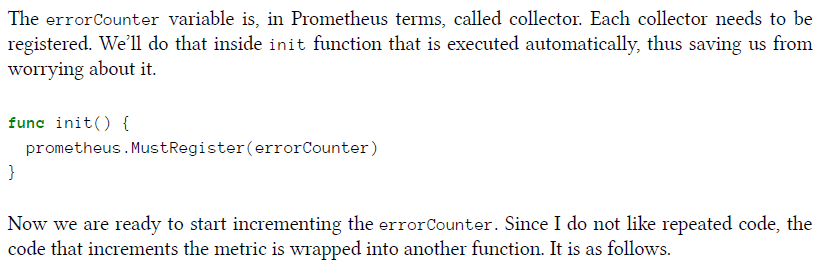 The errorCounter variable is, in Prometheus terms, called collector. Each collector needs to be
registered. We’ll do that inside init function that is executed automatically, thus saving us from
worrying about it.
func init() {
  prometheus.MustRegister(errorCounter)
}
Now we are ready to start incrementing the errorCounter. Since I do not like repeated code, the
code that increments the metric is wrapped into another function. It is as follows.